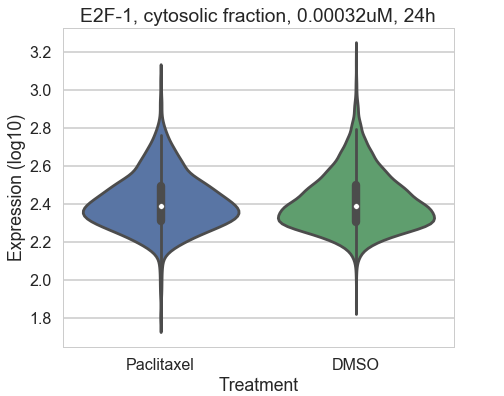 E2F-1, cytosolic fraction, 0.00032uM, 24h
Expression (log10)
3.2
3.0
2.8
2.6
2.4
2.2
2.0
1.8
Paclitaxel DMSO
Treatment